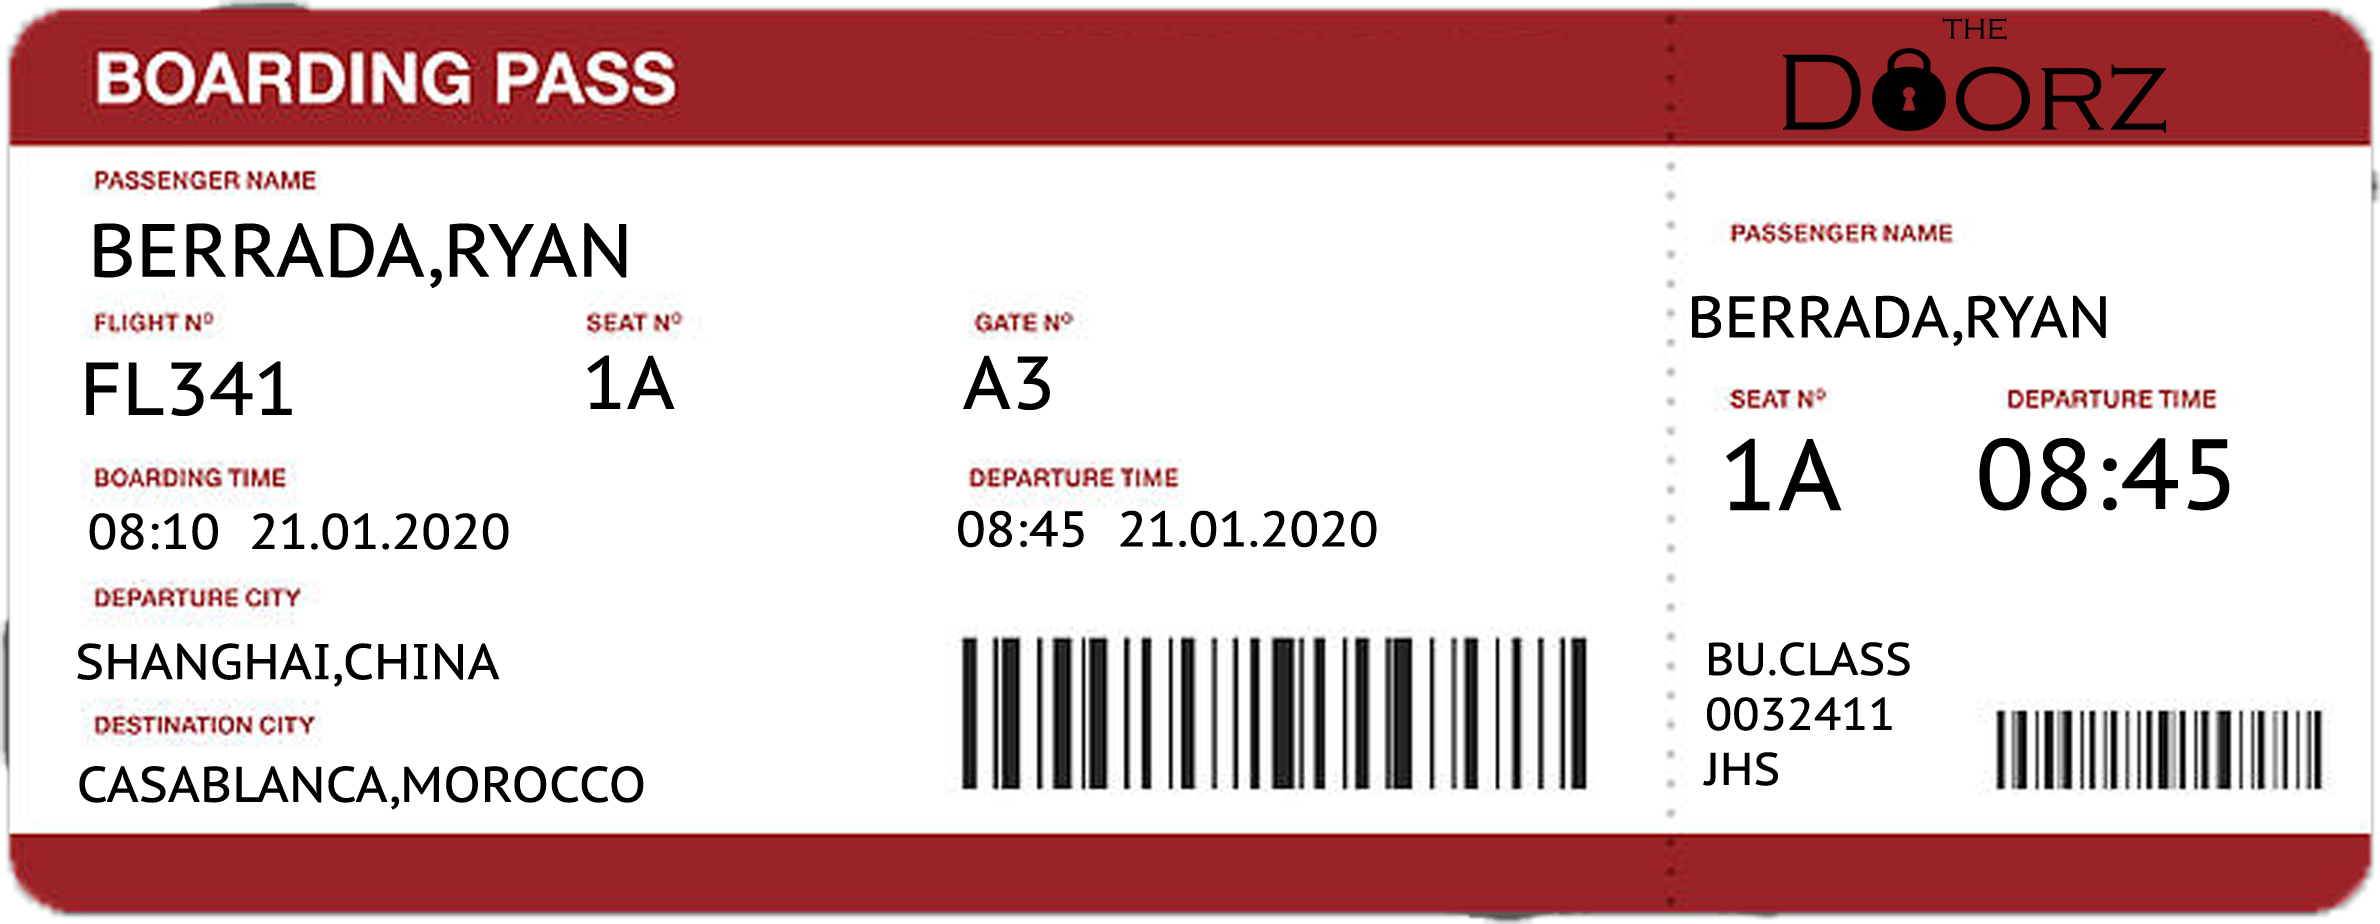 BOARDING PASS
PASSENGER NAME
BERRADA,RYAN
FLIGHT Nº SEAT Nº GATE Nº
FL341 1A A3
BOARDING TIME DEPARTURE TIME
08:10 21.01.2020 08:45 21.01.2020
DEPARTURE CITY
SHANGHAI,CHINA
DESTINATION CITY
CASABLANCA,MOROCCO
THE
DOORZ
PASSENGER NAME
BERRADA,RYAN
SEAT Nº DEPARTURE TIME
1A 08:45
BU.CLASS
0032411
JHS